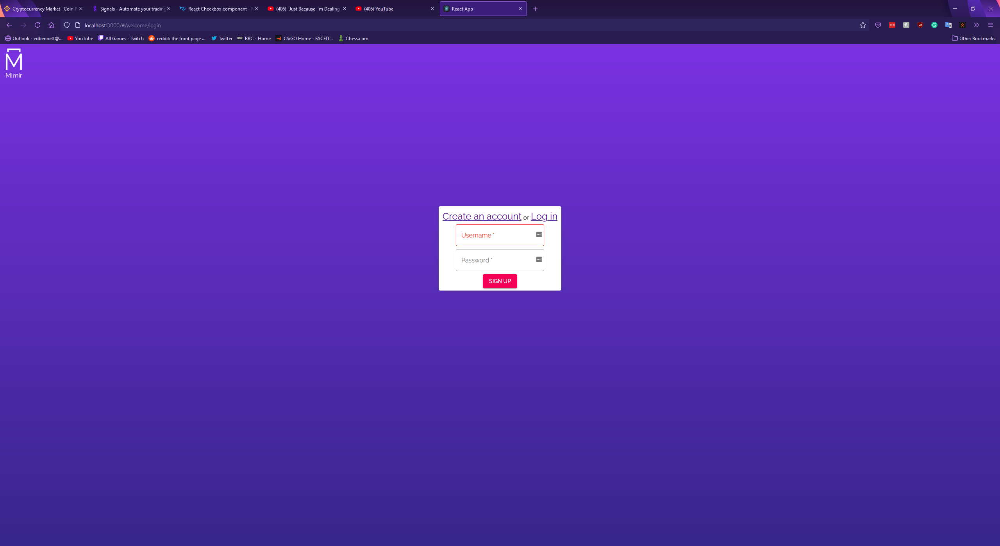 Cryptocurrency Market | Coin P
Signals - Automate your trading
React Checkbox component - M
(406) "Just Because I'm Dealing
(406) YouTube
React App
localhost:3000/#/welcome/login
Outlook - edbennett@...
YouTube
All Games - Twitch
reddit: the front page ...
Twitter
BBC
BBC - Home
CS:GO Home - FACEIT...
Chess.com
Other Bookmarks
M
Mimir
Create an account or Log in
Username *
Password *
SIGN UP